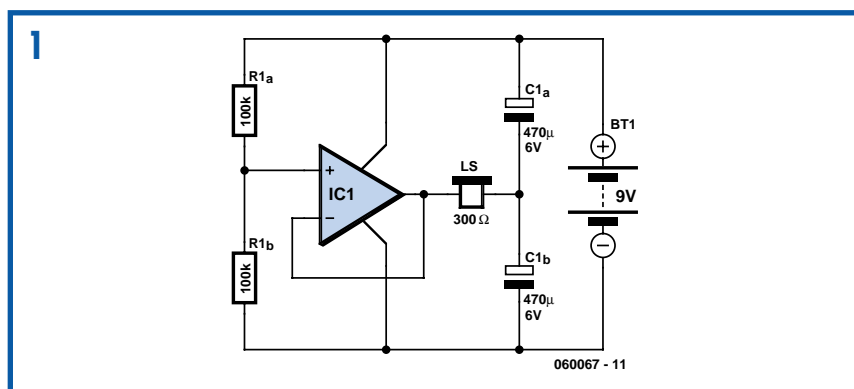 1
R1a
100k
R1b
100k
+
IC1
−
LS
300 Ω
C1a
470µ
6V
C1b
470µ
6V
BT1
+
9V
−
060067 - 11